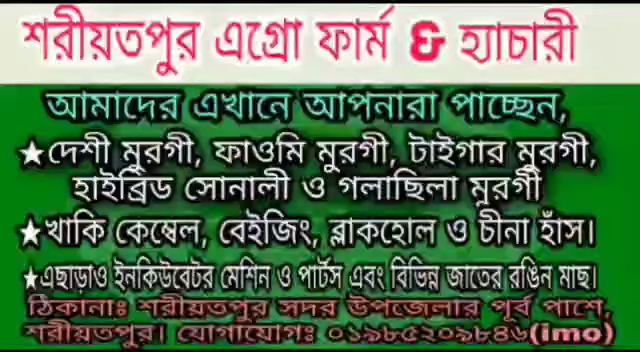 শরীয়তপুর এগ্রো ফার্ম & হ্যাচারী
আমাদের এখানে আপনারা পাচ্ছেন,
★দেশী মুরগী, ফাওমি মুরগী, টাইগার মুরগী,
হাইব্রিড সোনালী ও গলাছিলা মুরগী
★খাকি কেম্বেল, বেইজিং, ব্লাকহোল ও চীনা হাঁস।
★এছাড়াও ইনকিউবেটর মেশিন ও পার্টস এবং বিভিন্ন জাতের রঙিন মাছ।
ঠিকানাঃ শরীয়তপুর সদর উপজেলার পূর্ব পাশে,
শরীয়তপুর। যোগাযোগঃ ০১৯৮৫২০৯৮৪৬(imo)